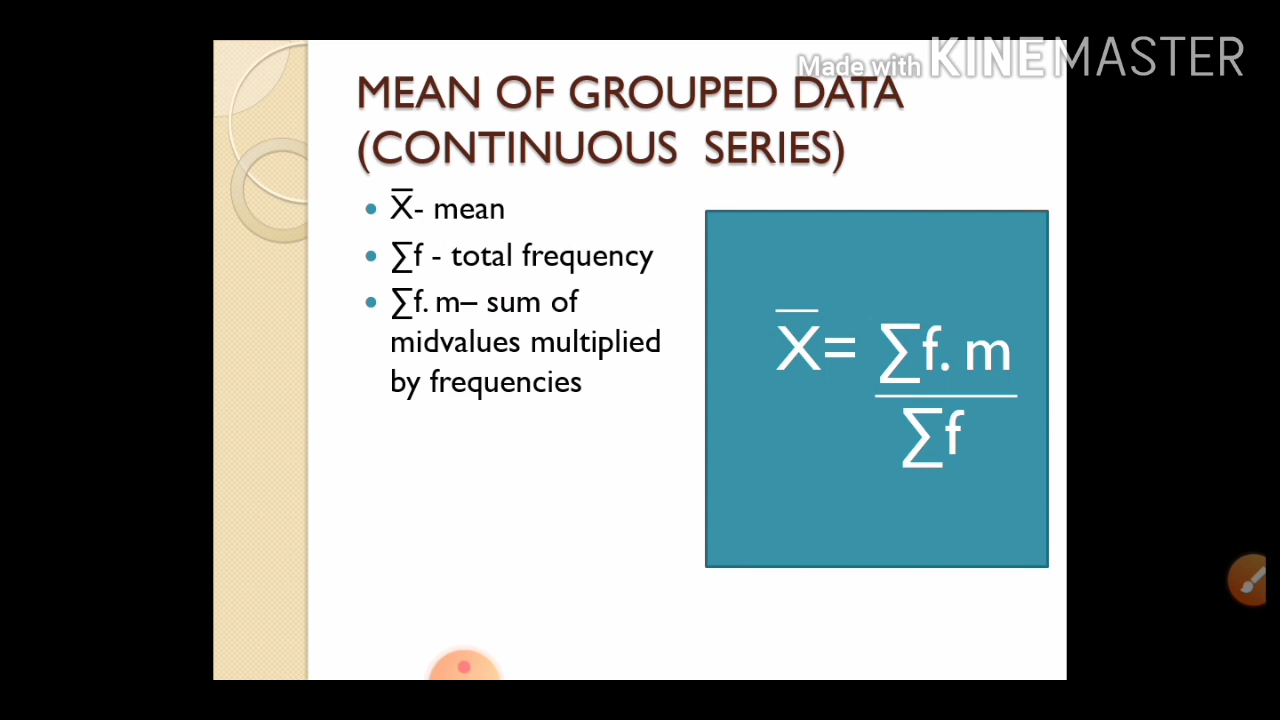 Made with KINEMASTER
MEAN OF GROUPED DATA
(CONTINUOUS SERIES)
• X̅- mean
• ∑f - total frequency
• ∑f. m– sum of
midvalues multiplied
by frequencies
X̅= ∑f. m
∑f